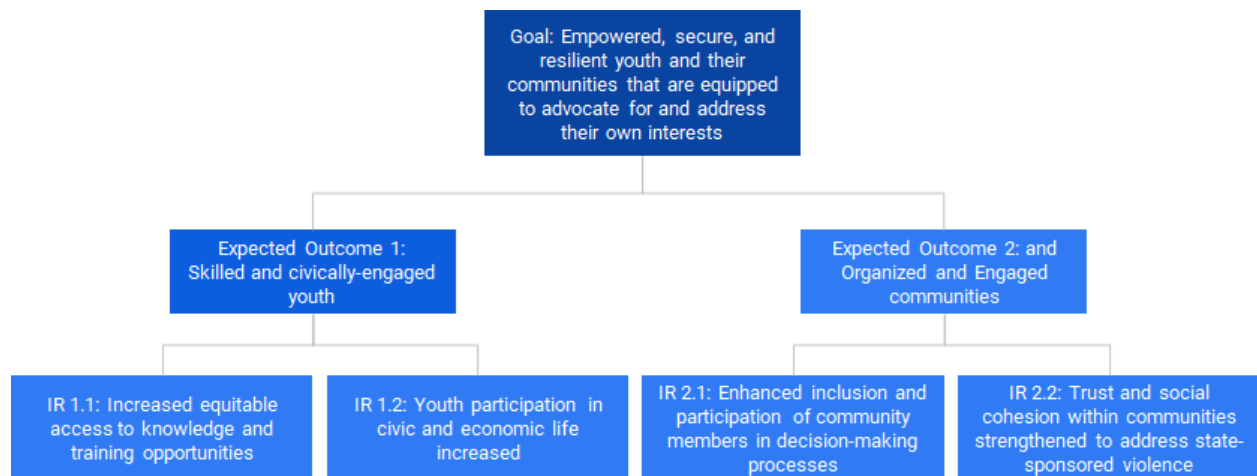 Goal: Empowered, secure, and
resilient youth and their
communities that are equipped
to advocate for and address
their own interests
Expected Outcome 1:
Skilled and civically-engaged
youth
Expected Outcome 2: and
Organized and Engaged
communities
IR 1.1: Increased equitable
access to knowledge and
training opportunities
IR 1.2: Youth participation in
civic and economic life
increased
IR 2.1: Enhanced inclusion and
participation of community
members in decision-making
processes
IR 2.2: Trust and social
cohesion within communities
strengthened to address state-
sponsored violence